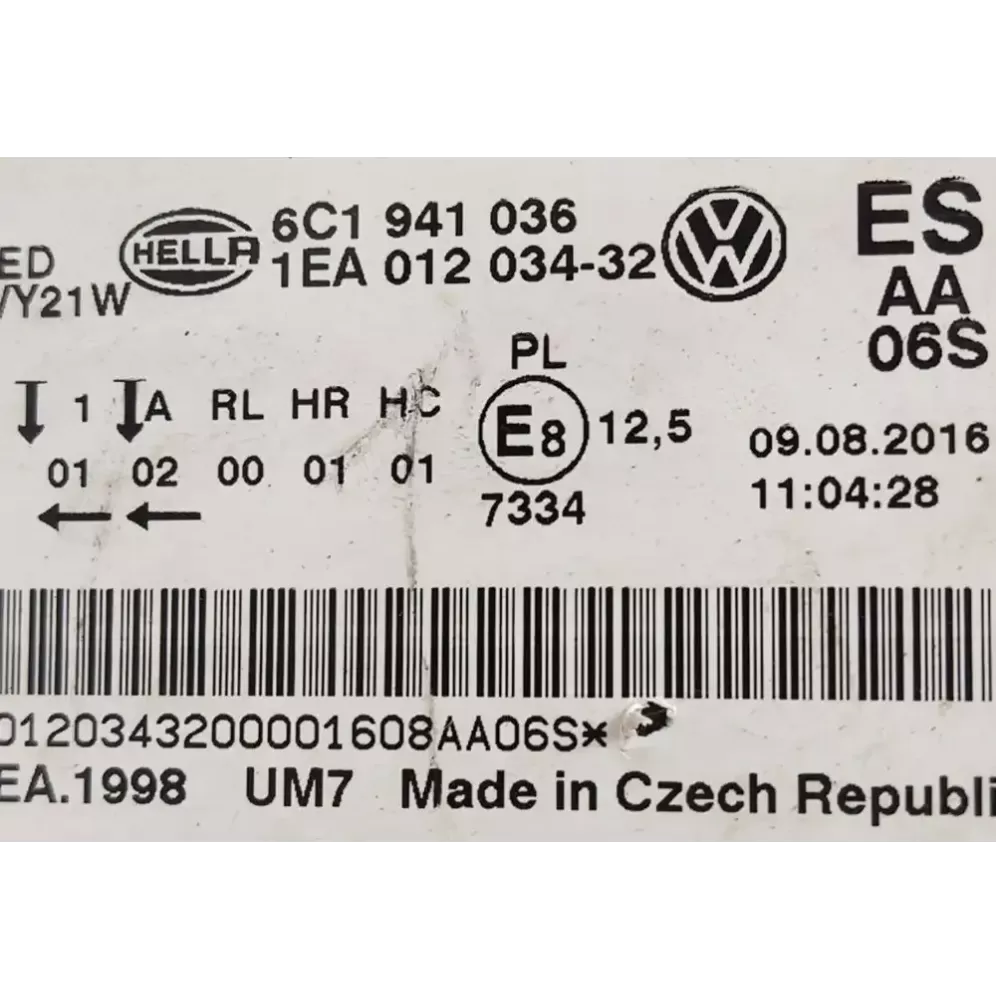 ED
WY21W
HELLA
6C1 941 036
1EA 012 034-32
ES
AA
06S
1 A RL HR HC
01 02 00 01 01
PL
E8
12,5
7334
09.08.2016
11:04:28
0120343200001608AA06S*
EA.1998 UM7 Made in Czech Republi